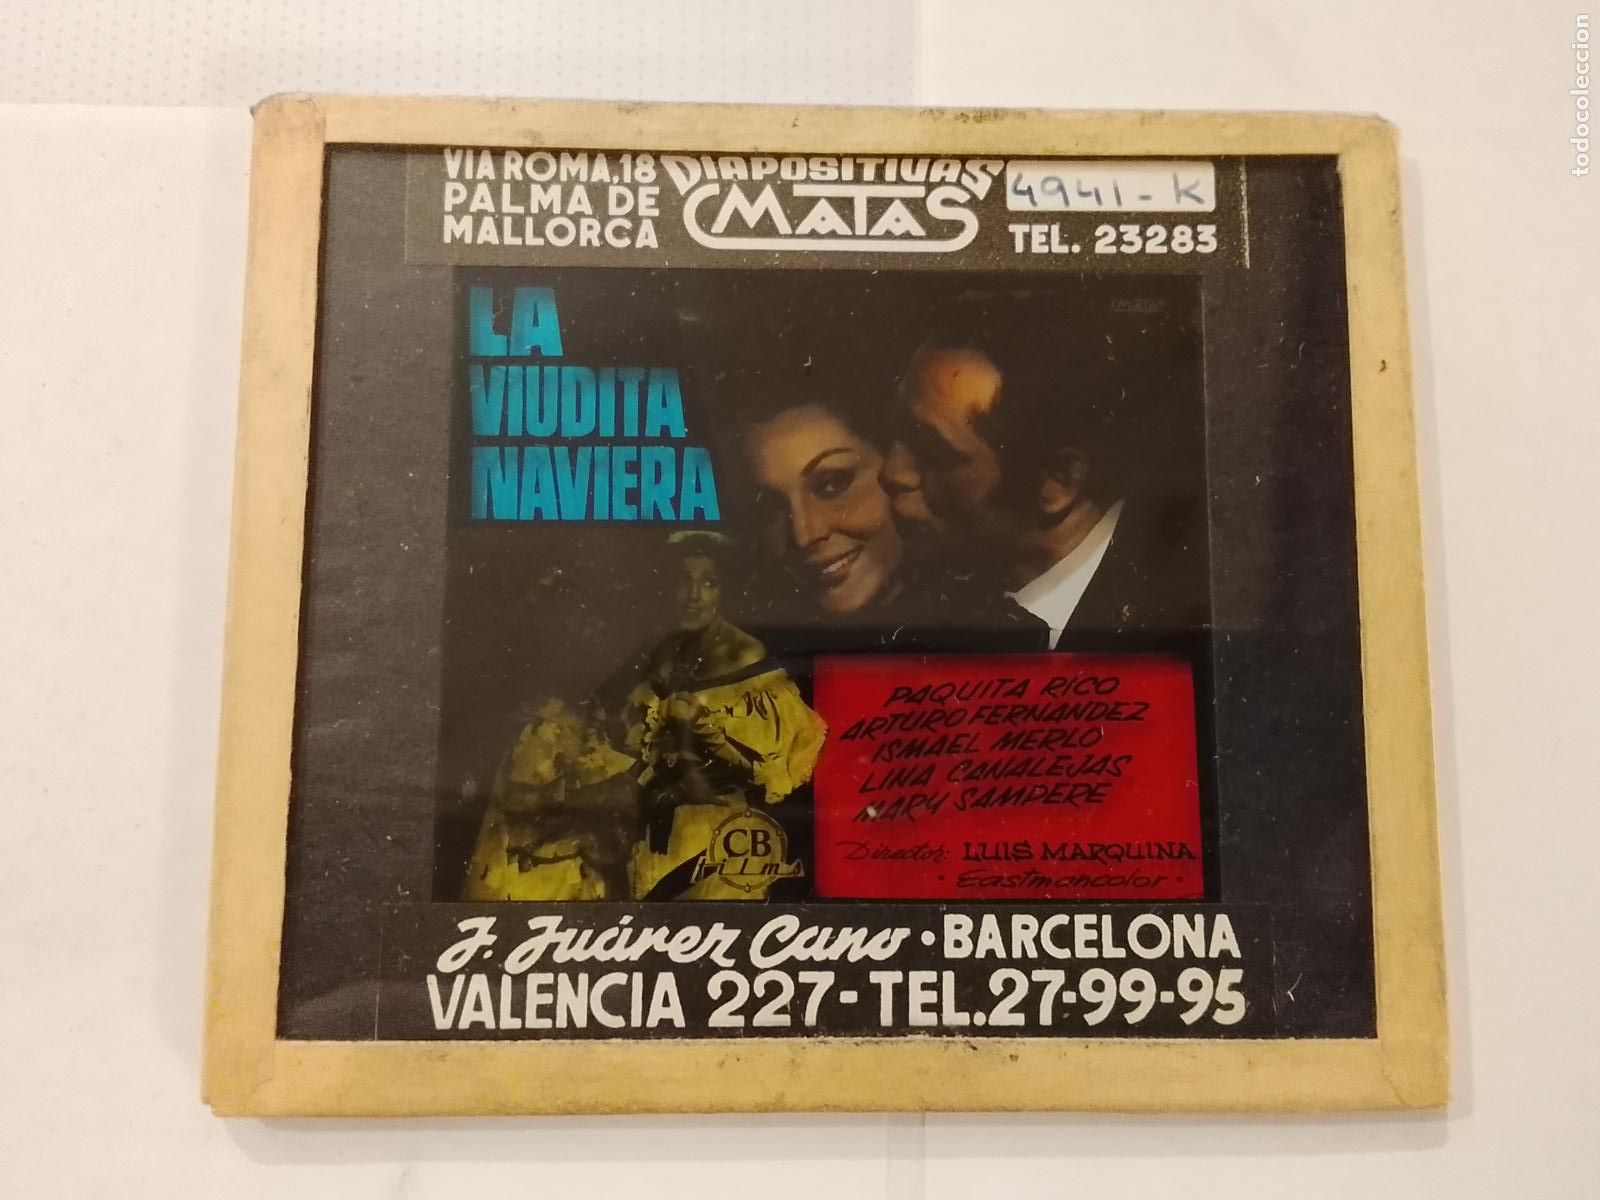 VIA ROMA, 18
PALMA DE
MALLORCA
DIAPOSITIVAS
MATAS
4941-K
TEL. 23283
LA
VIUDITA
NAVIERA
PAQUITA RICO
ARTURO FERNANDEZ
ISMAEL MERLO
LINA CANALEJAS
MARY SAMPERE
Director: LUIS MARQUINA
· Eastmancolor ·
CB
films
J. Juárez Cano · BARCELONA
VALENCIA 227 - TEL. 27-99-95
todocoleccion